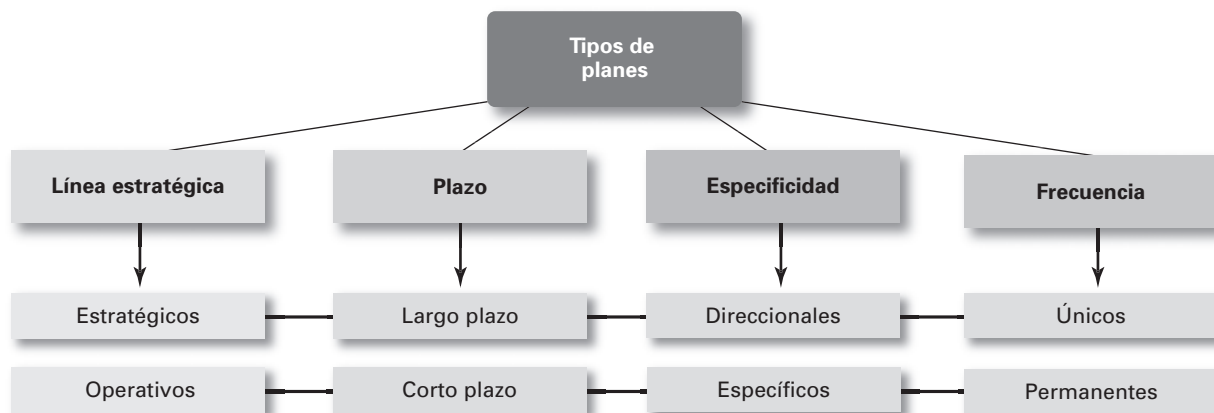 Tipos de
planes
Línea estratégica
Plazo
Especificidad
Frecuencia
Estratégicos
Largo plazo
Direccionales
Únicos
Operativos
Corto plazo
Específicos
Permanentes